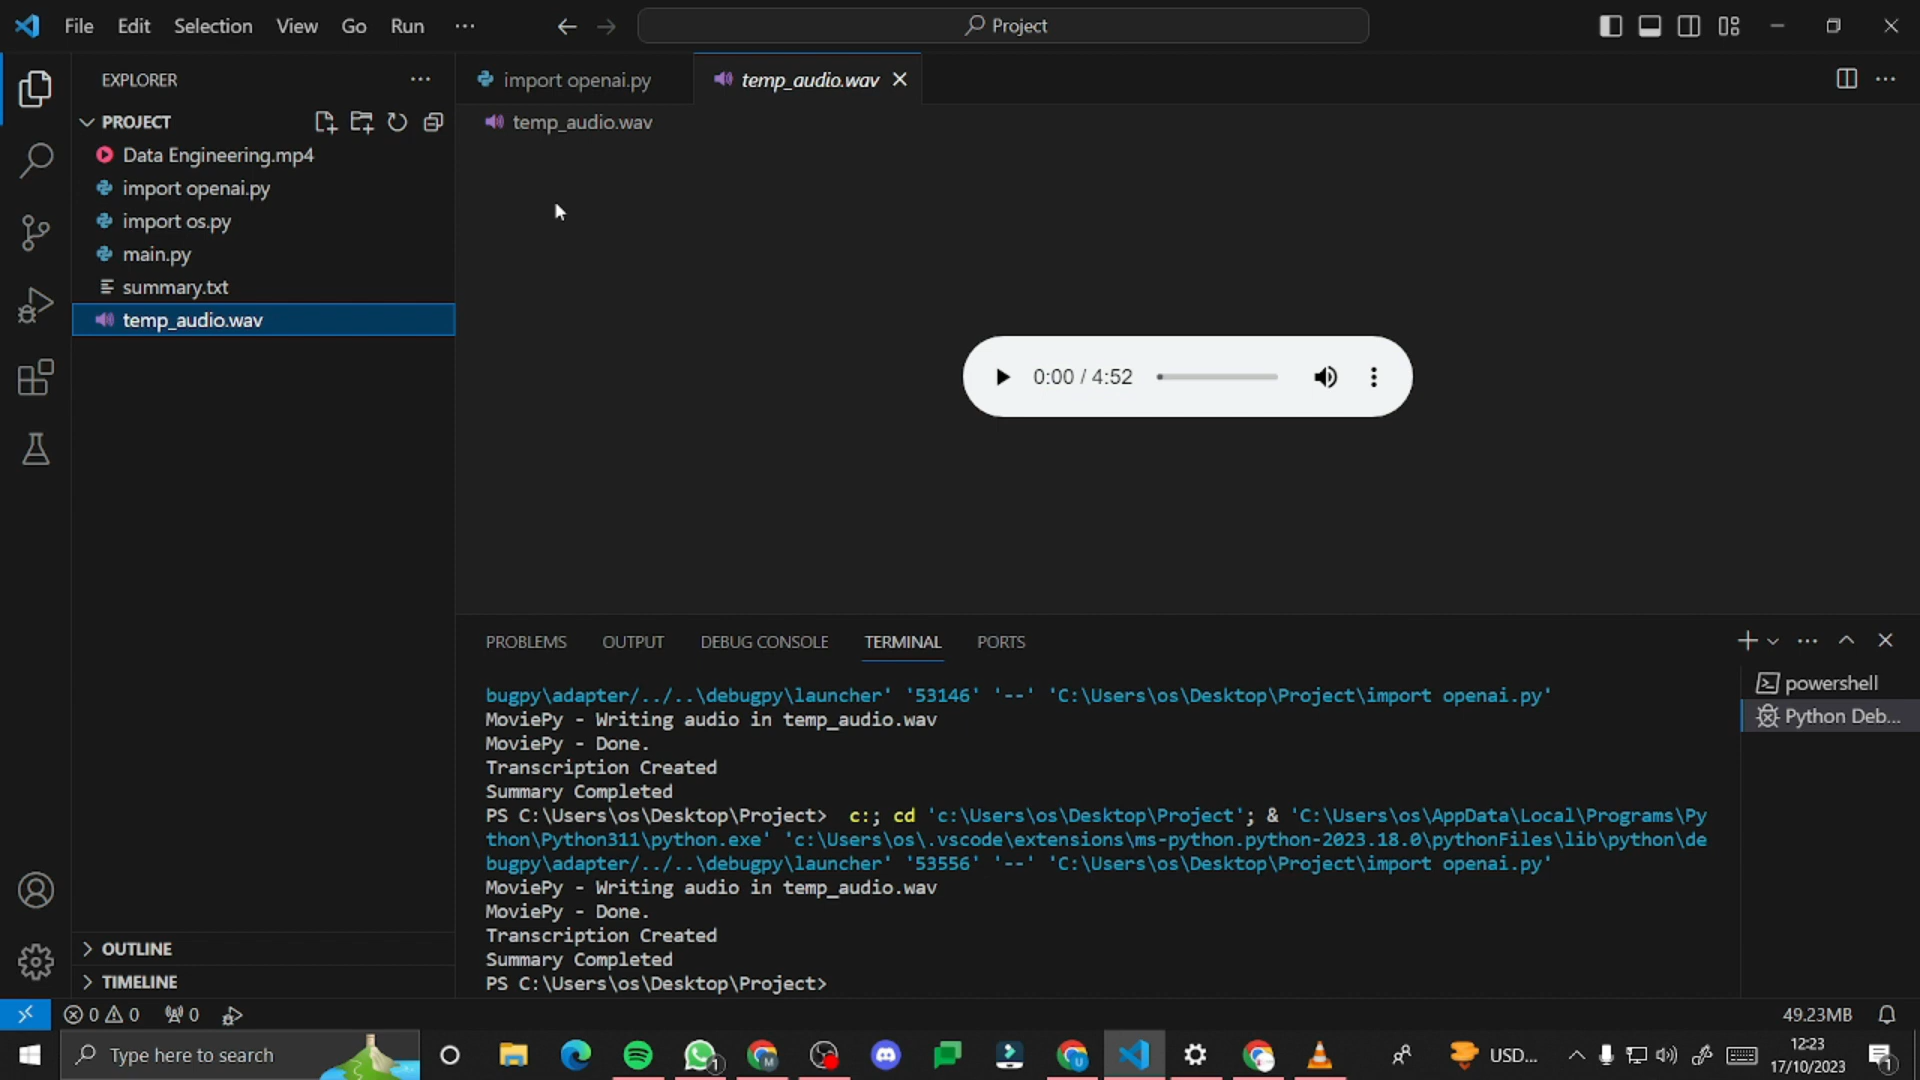 File Edit Selection View Go Run ···
Project
EXPLORER
PROJECT
Data Engineering.mp4
import openai.py
import os.py
main.py
summary.txt
temp_audio.wav
OUTLINE
TIMELINE
import openai.py
temp_audio.wav
temp_audio.wav
0:00 / 4:52
PROBLEMS OUTPUT DEBUG CONSOLE TERMINAL PORTS
bugpy\adapter/../..\debugpy\launcher' '53146' '--' 'C:\Users\os\Desktop\Project\import openai.py'
MoviePy - Writing audio in temp_audio.wav
MoviePy - Done.
Transcription Created
Summary Completed
PS C:\Users\os\Desktop\Project>  c:; cd 'c:\Users\os\Desktop\Project'; & 'C:\Users\os\AppData\Local\Programs\Py
thon\Python311\python.exe' 'c:\Users\os\.vscode\extensions\ms-python.python-2023.18.0\pythonFiles\lib\python\de
bugpy\adapter/../..\debugpy\launcher' '53556' '--' 'C:\Users\os\Desktop\Project\import openai.py'
MoviePy - Writing audio in temp_audio.wav
MoviePy - Done.
Transcription Created
Summary Completed
PS C:\Users\os\Desktop\Project>
powershell
Python Deb...
0 0 0
49.23MB
Type here to search
1
M
U
USD...
12:23
17/10/2023
1